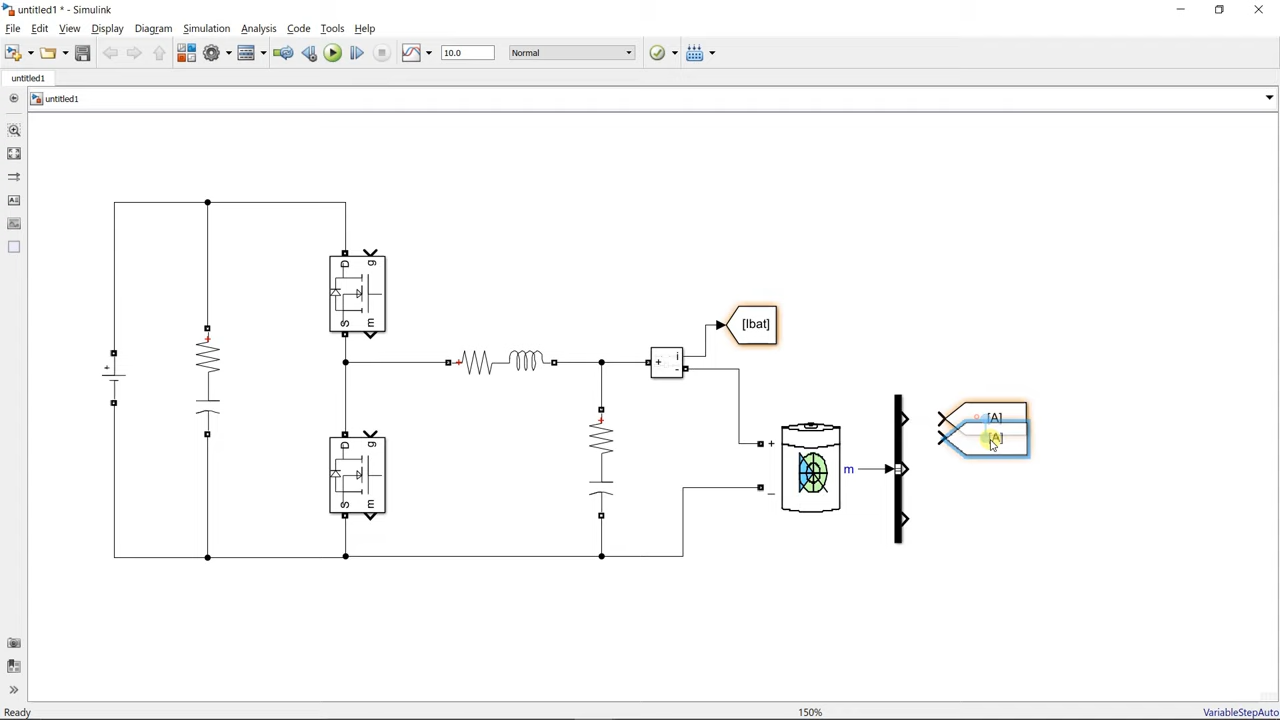 untitled1 * - Simulink
File Edit View Display Diagram Simulation Analysis Code Tools Help
10.0 Normal
untitled1
untitled1
D g
S m
[Ibat]
+ i
-
+
D g
S m
[A]
[A]
+
m
_
Ready 150% VariableStepAuto